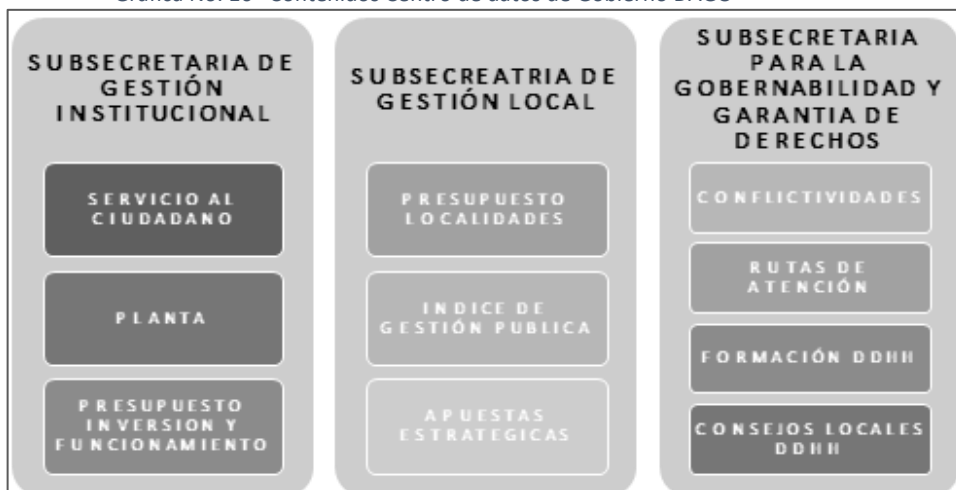 SUBSECRETARIA DE
GESTIÓN
INSTITUCIONAL
SERVICIO AL
CIUDADANO
PLANTA
PRESUPUESTO
INVERSION Y
FUNCIONAMIENTO
SUBSECREATRIA DE
GESTIÓN LOCAL
PRESUPUESTO
LOCALIDADES
INDICE DE
GESTIÓN PUBLICA
APUESTAS
ESTRATEGICAS
SUBSECRETARIA
PARA LA
GOBERNABILIDAD Y
GARANTIA DE
DERECHOS
CONFLICTIVIDADES
RUTAS DE
ATENCIÓN
FORMACIÓN DDHH
CONSEJOS LOCALES
DDHH